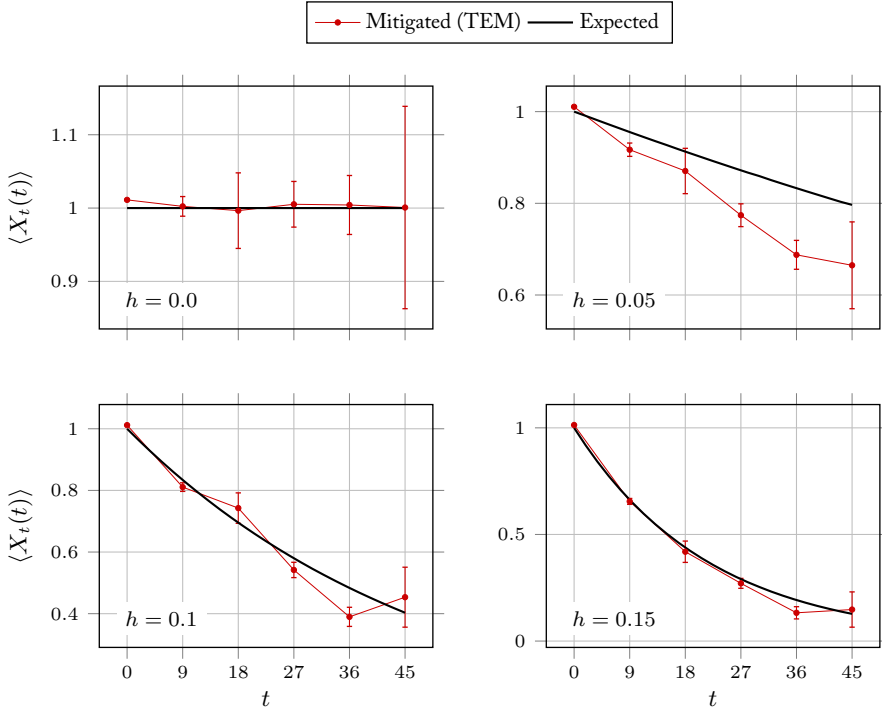 Mitigated (TEM) Expected
⟨X_t(t)⟩
1.1
1
0.9
h = 0.0
1
0.8
0.6
h = 0.05
⟨X_t(t)⟩
1
0.8
0.6
0.4
h = 0.1
0 9 18 27 36 45
t
1
0.5
0
h = 0.15
0 9 18 27 36 45
t